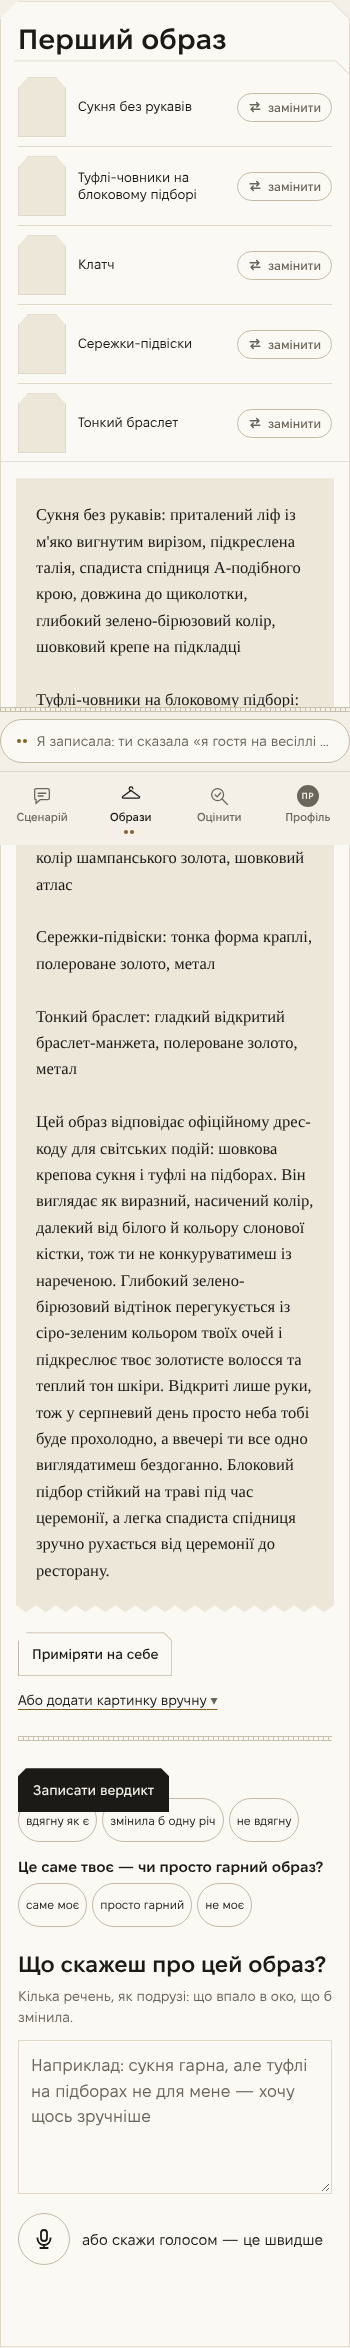 Перший образ
Сукня без рукавів
замінити
Туфлі-човники на
блоковому підборі
замінити
Клатч
замінити
Сережки-підвіски
замінити
Тонкий браслет
замінити
Сукня без рукавів: приталений ліф із
м'яко вигнутим вирізом, підкреслена
талія, спадиста спідниця А-подібного
крою, довжина до щиколотки,
глибокий зелено-бірюзовий колір,
шовковий крепе на підкладці
Туфлі-човники на блоковому підборі:
Я записала: ти сказала «я гостя на весіллі ...
Сценарій
Образи
Оцінити
ПР
Профіль
колір шампанського золота, шовковий
атлас
Сережки-підвіски: тонка форма краплі,
полероване золото, метал
Тонкий браслет: гладкий відкритий
браслет-манжета, полероване золото,
метал
Цей образ відповідає офіційному дрес-
коду для світських подій: шовкова
крепова сукня і туфлі на підборах. Він
виглядає як виразний, насичений колір,
далекий від білого й кольору слонової
кістки, тож ти не конкуруватимеш із
нареченою. Глибокий зелено-
бірюзовий відтінок перегукується із
сіро-зеленим кольором твоїх очей і
підкреслює твоє золотисте волосся та
теплий тон шкіри. Відкриті лише руки,
тож у серпневий день просто неба тобі
буде прохолодно, а ввечері ти все одно
виглядатимеш бездоганно. Блоковий
підбор стійкий на траві під час
церемонії, а легка спадиста спідниця
зручно рухається від церемонії до
ресторану.
Приміряти на себе
Або додати картинку вручну ▾
Записати вердикт
вдягну як є
змінила б одну річ
не вдягну
Це саме твоє — чи просто гарний образ?
саме моє
просто гарний
не моє
Що скажеш про цей образ?
Кілька речень, як подрузі: що впало в око, що б
змінила.
Наприклад: сукня гарна, але туфлі
на підборах не для мене — хочу
щось зручніше
або скажи голосом — це швидше